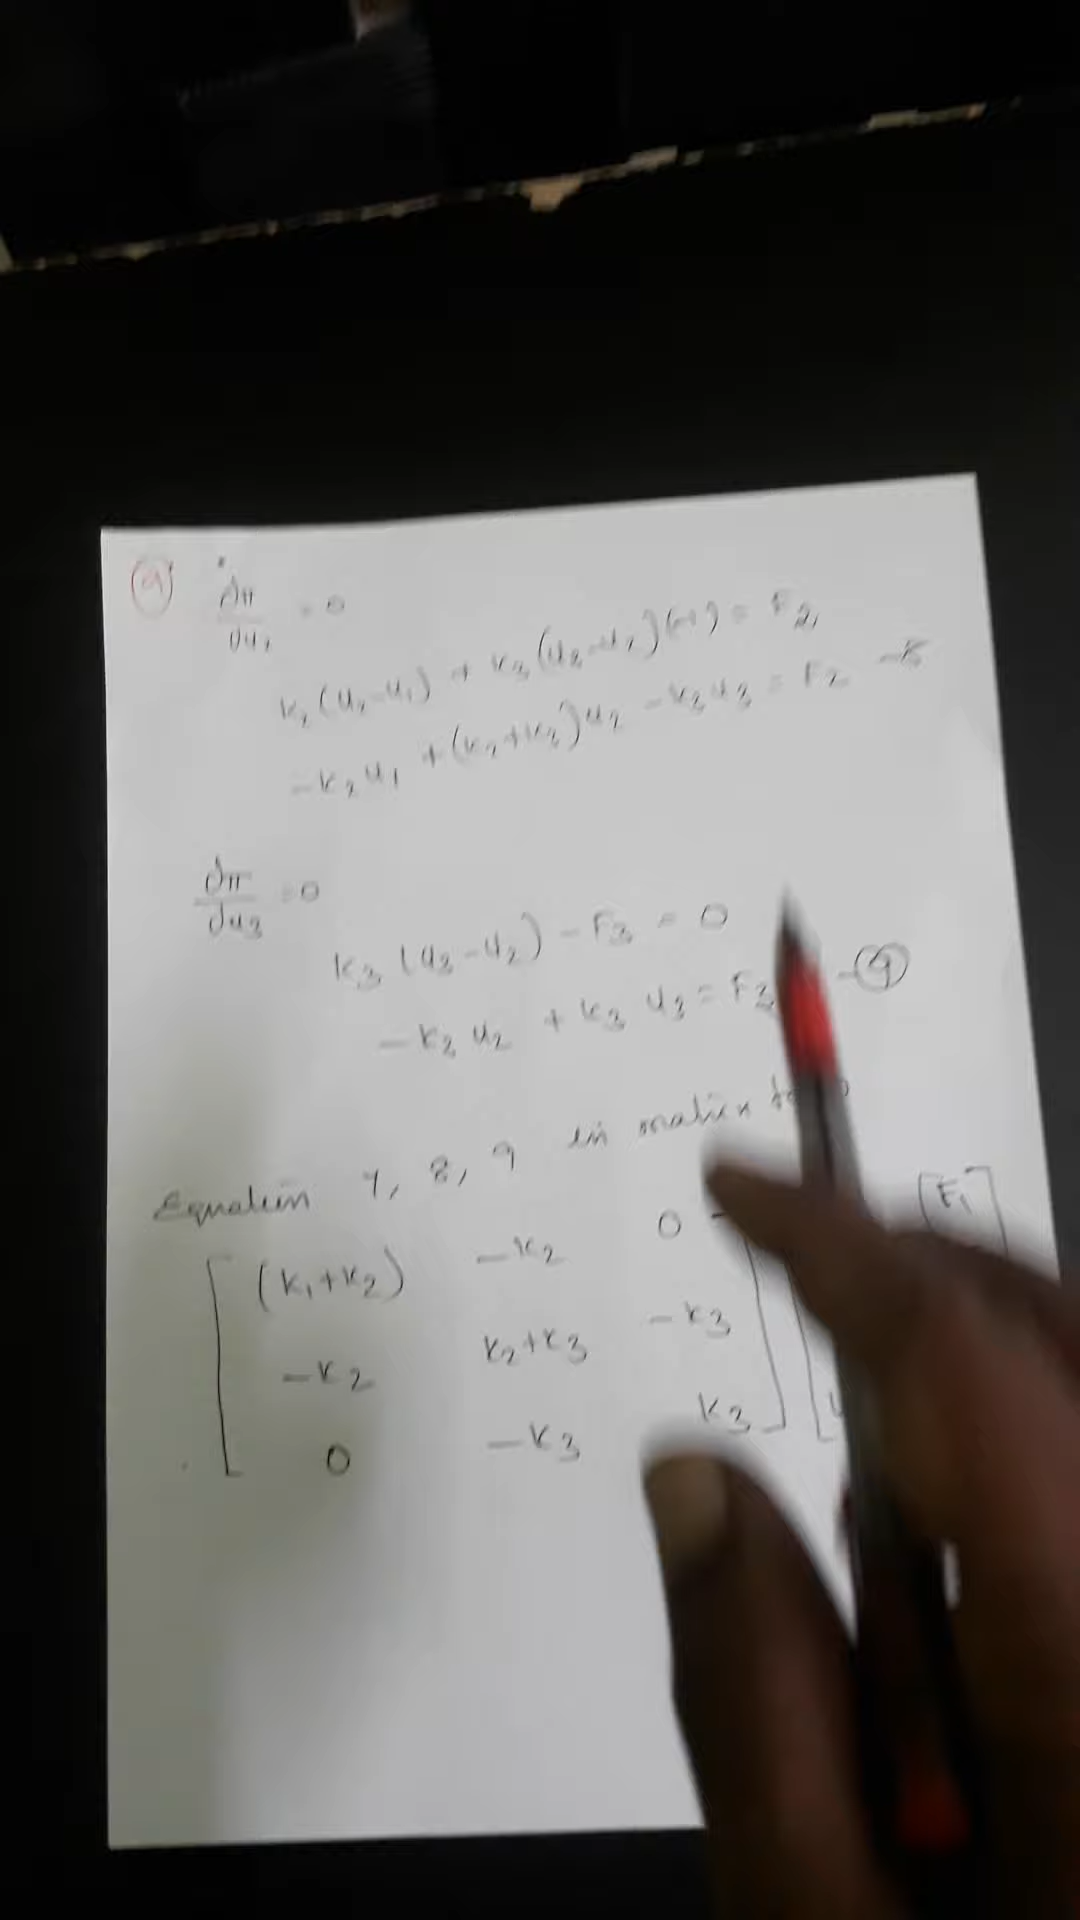 ④
∂π/∂u₂ = 0
k₂(u₂-u₁) + k₃(u₃-u₂)(-1) = F₂
-k₂u₁ + (k₂+k₃)u₂ - k₃u₃ = F₂ -8
∂π/∂u₃ = 0
k₃(u₃-u₂) - F₃ = 0
-k₃u₂ + k₃u₃ = F₃ -⑨
Equation 7, 8, 9 in matrix
[(k₁+k₂) -k₂ 0 [F₁]
-k₂ k₂+k₃ -k₃
0 -k₃ k₃] [u